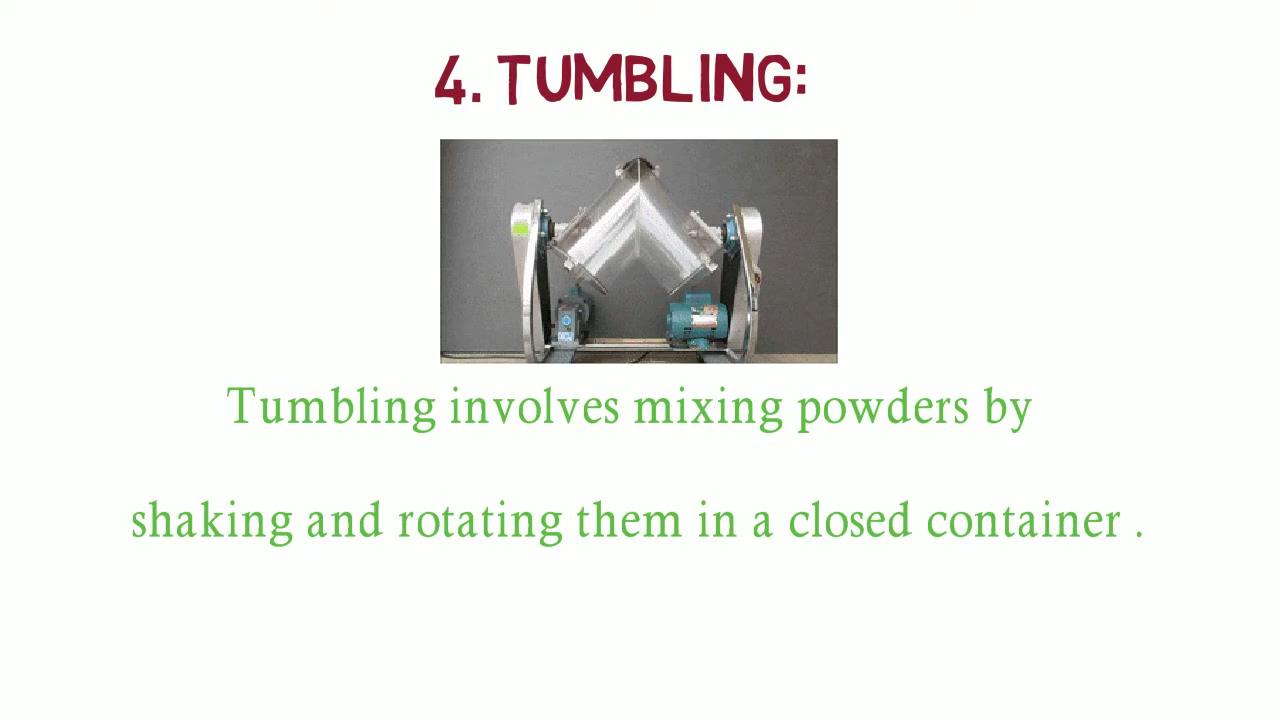 4. TUMBLING:
Tumbling involves mixing powders by
shaking and rotating them in a closed container .